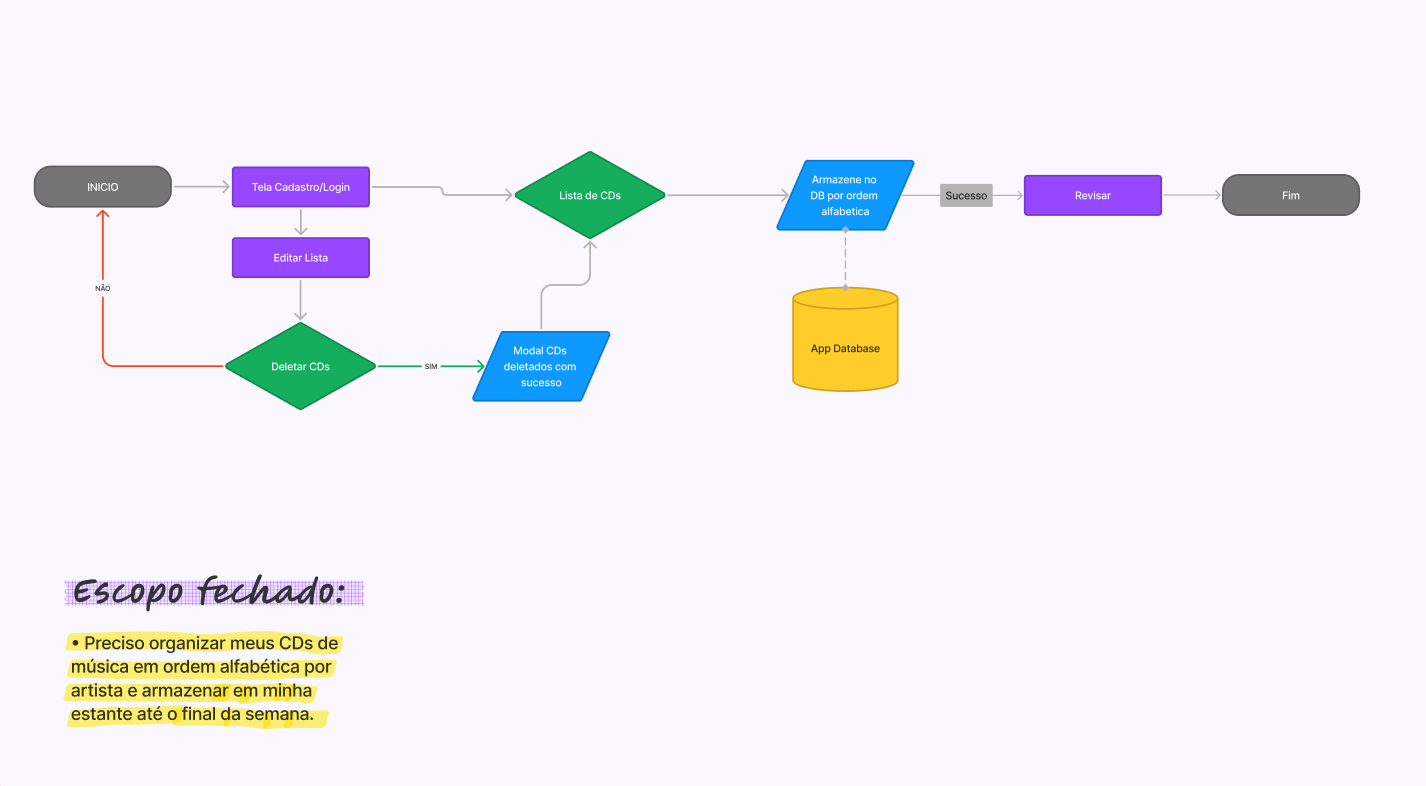 INICIO
Tela Cadastro/Login
Lista de CDs
Armazene no
DB por ordem
alfabetica
Sucesso
Revisar
Fim
Editar Lista
NÃO
Deletar CDs
SIM
Modal CDs
deletados com
sucesso
App Database
Escopo fechado:
• Preciso organizar meus CDs de
música em ordem alfabética por
artista e armazenar em minha
estante até o final da semana.